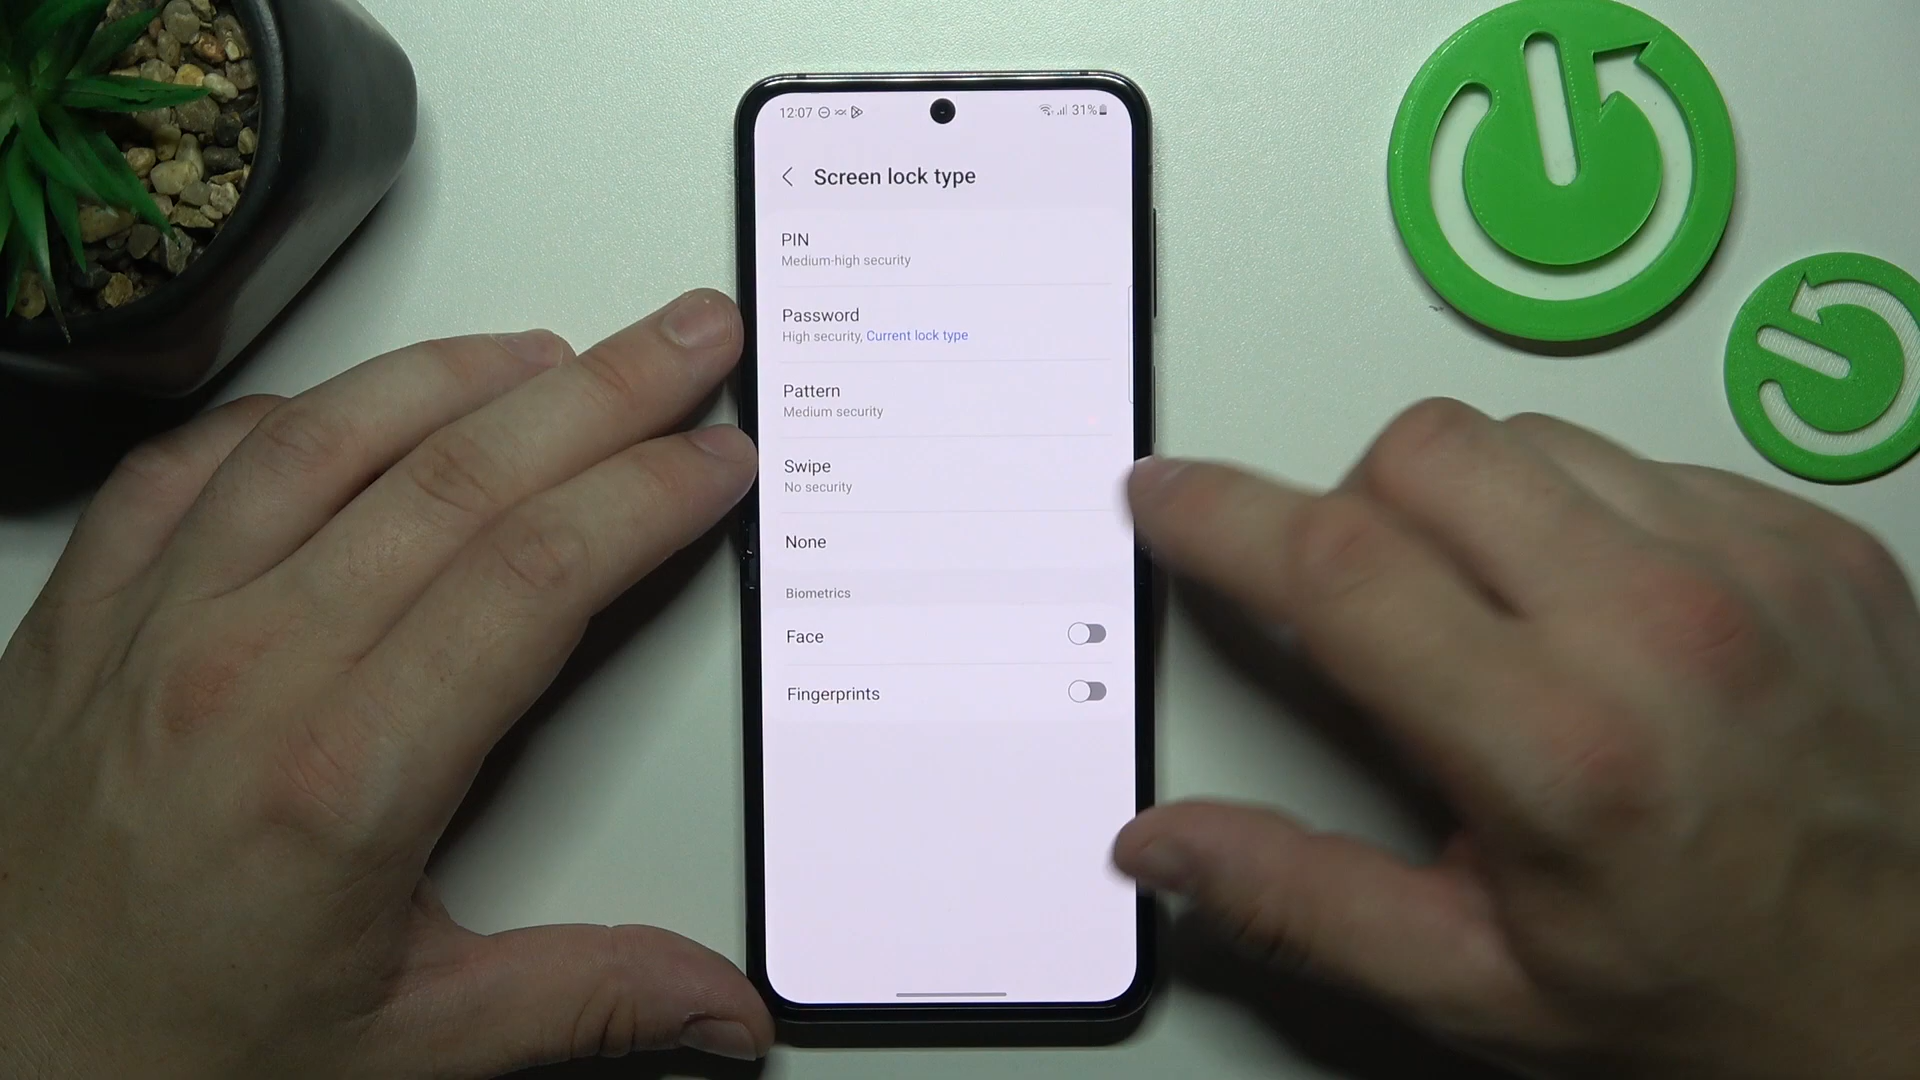 12:07 31%
Screen lock type
PIN
Medium-high security
Password
High security, Current lock type
Pattern
Medium security
Swipe
No security
None
Biometrics
Face
Fingerprints